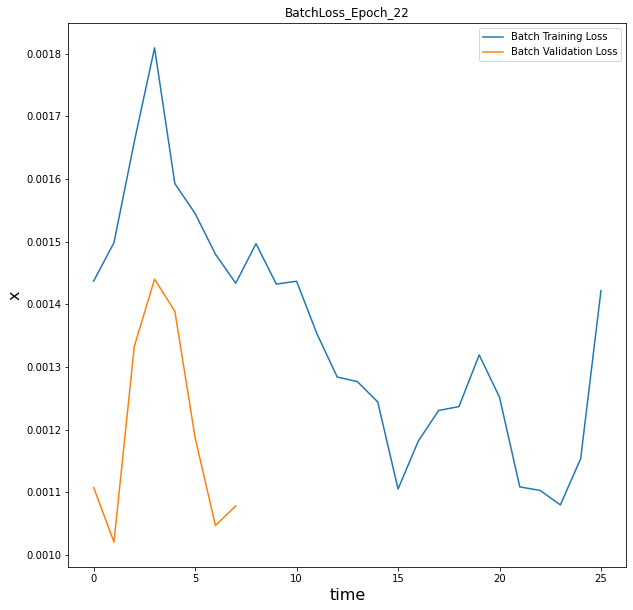 BatchLoss_Epoch_22
Batch Training Loss
Batch Validation Loss
0.0018
0.0017
0.0016
0.0015
0.0014
0.0013
0.0012
0.0011
0.0010
x
0 5 10 15 20 25
time